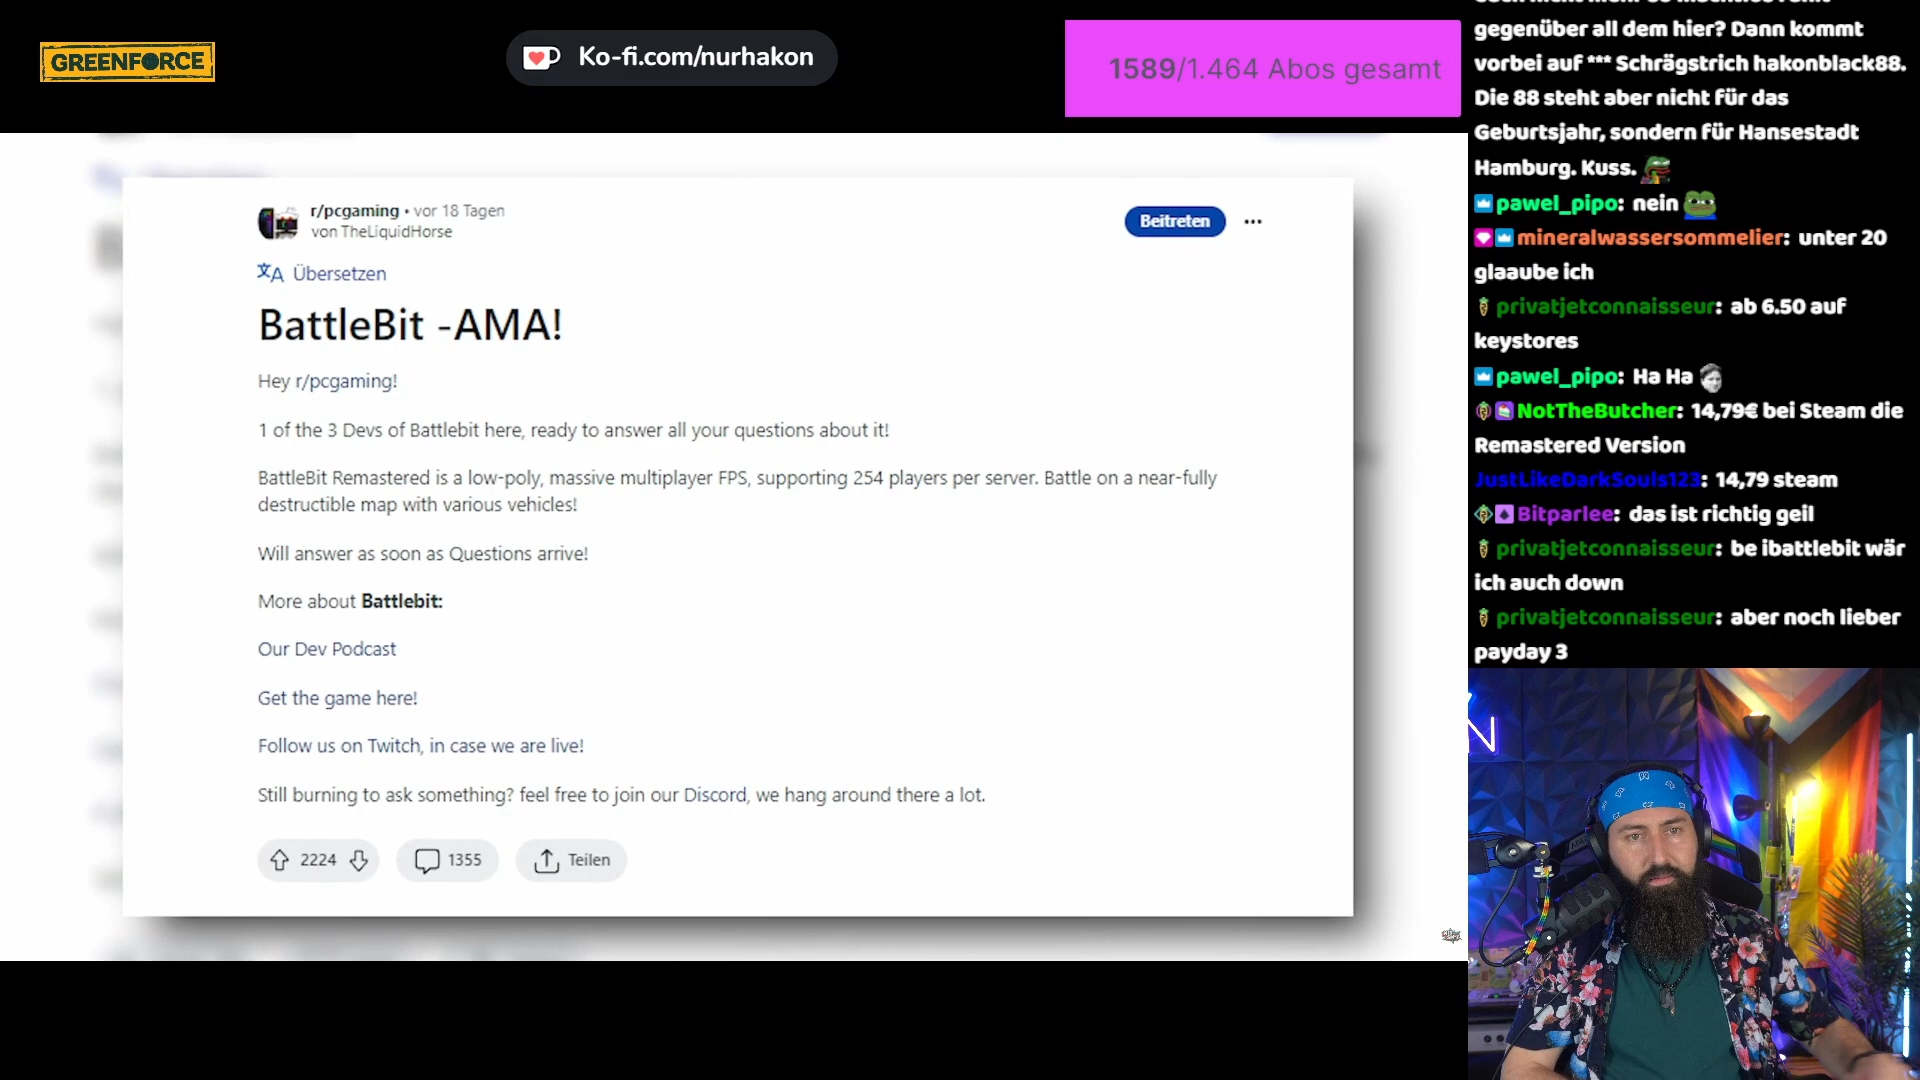 GREENFORCE
Ko-fi.com/nurhakon
1589/1.464 Abos gesamt
r/pcgaming • vor 18 Tagen
von TheLiquidHorse
Beitreten
Übersetzen
BattleBit -AMA!
Hey r/pcgaming!
1 of the 3 Devs of Battlebit here, ready to answer all your questions about it!
BattleBit Remastered is a low-poly, massive multiplayer FPS, supporting 254 players per server. Battle on a near-fully
destructible map with various vehicles!
Will answer as soon as Questions arrive!
More about Battlebit:
Our Dev Podcast
Get the game here!
Follow us on Twitch, in case we are live!
Still burning to ask something? feel free to join our Discord, we hang around there a lot.
2224
1355
Teilen
gegenüber all dem hier? Dann kommt
vorbei auf *** Schrägstrich hakonblack88.
Die 88 steht aber nicht für das
Geburtsjahr, sondern für Hansestadt
Hamburg. Kuss.
pawel_pipo: nein
mineralwassersommelier: unter 20
glaaube ich
privatjetconnaisseur: ab 6.50 auf
keystores
pawel_pipo: Ha Ha
NotTheButcher: 14,79€ bei Steam die
Remastered Version
JustLikeDarkSouls123: 14,79 steam
Bitparlee: das ist richtig geil
privatjetconnaisseur: be ibattlebit wär
ich auch down
privatjetconnaisseur: aber noch lieber
payday 3
N